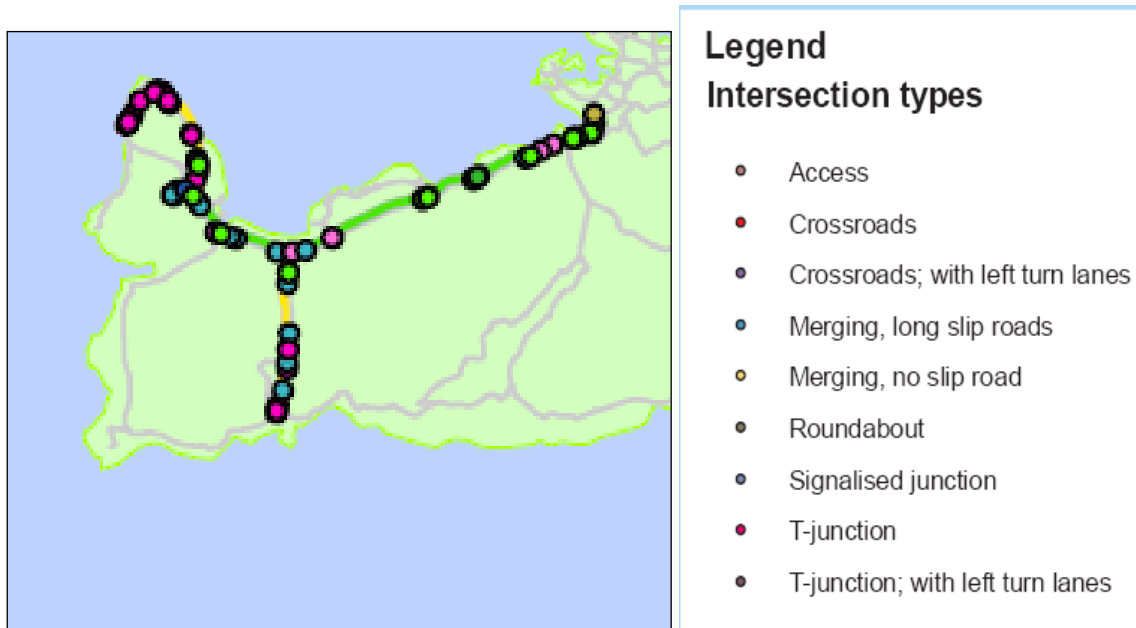 Legend
Intersection types
Access
Crossroads
Crossroads; with left turn lanes
Merging, long slip roads
Merging, no slip road
Roundabout
Signalised junction
T-junction
T-junction; with left turn lanes